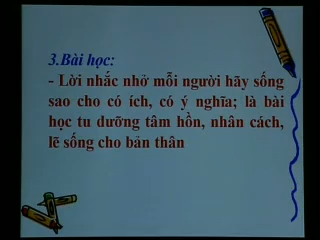 3.Bài học:
- Lời nhắc nhở mỗi người hãy sống
sao cho có ích, có ý nghĩa; là bài
học tu dưỡng tâm hồn, nhân cách,
lẽ sống cho bản thân